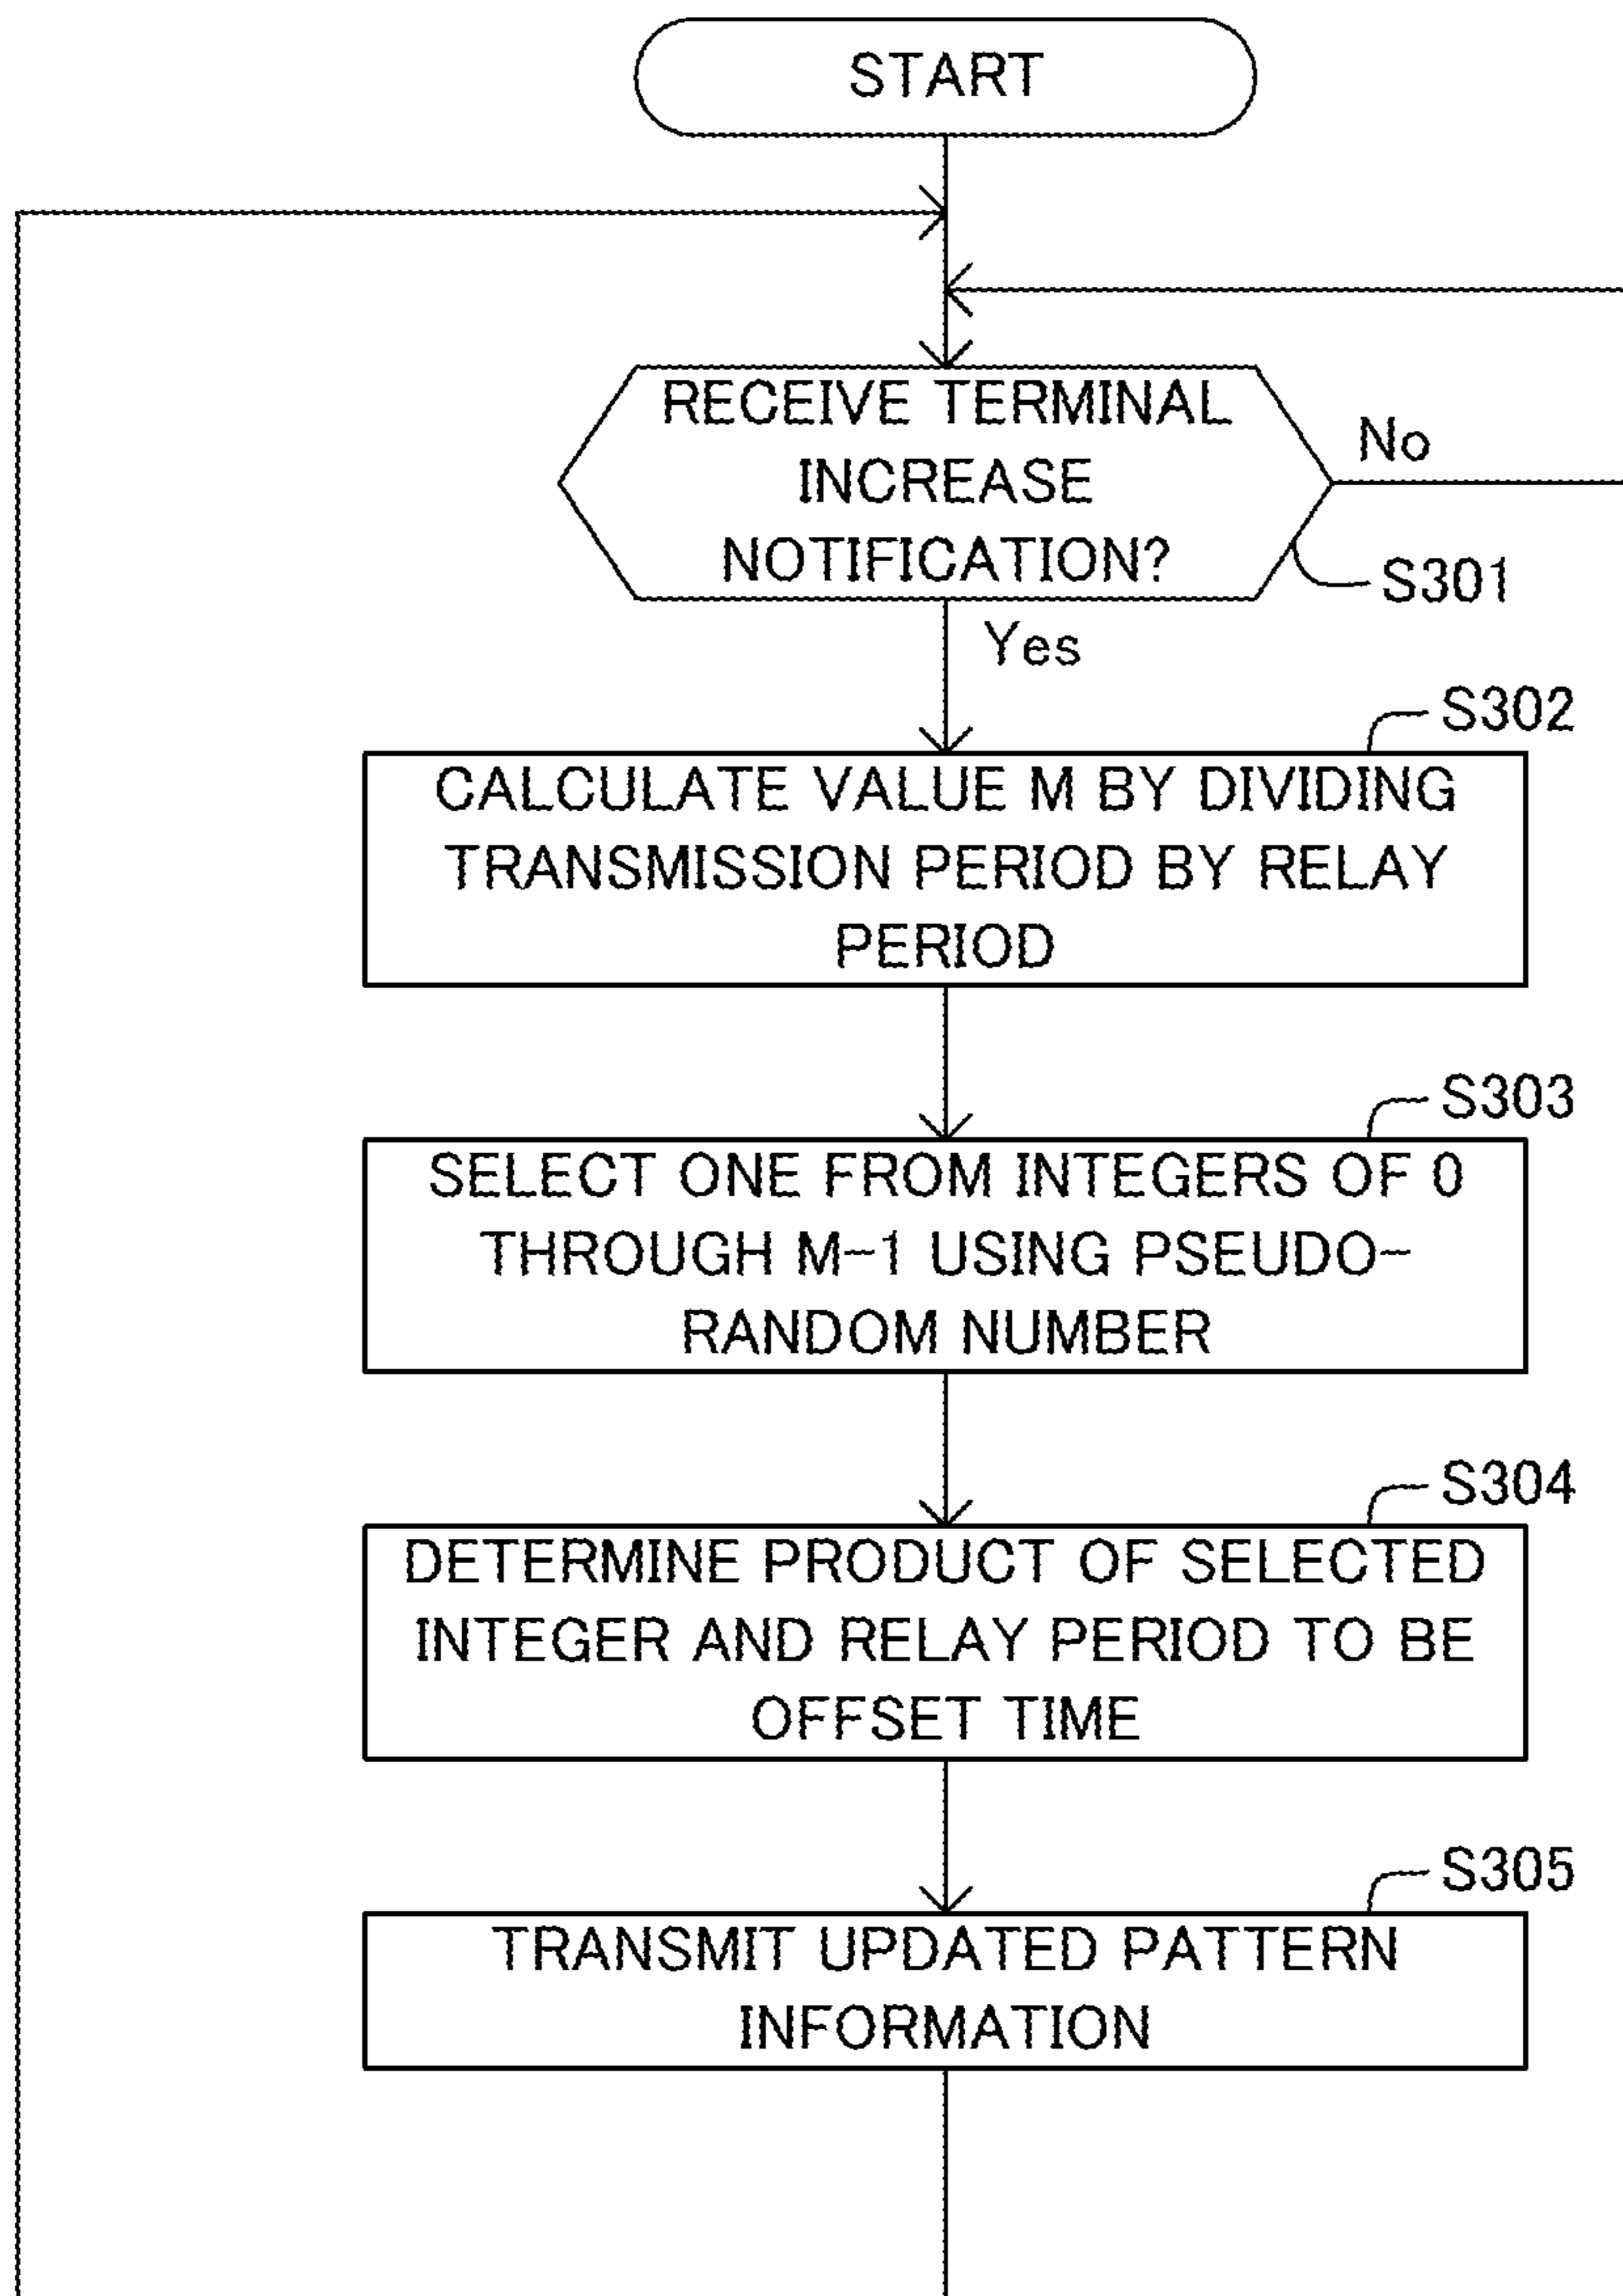 START
RECEIVE TERMINAL
INCREASE
NOTIFICATION?
No
S301
Yes
S302
CALCULATE VALUE M BY DIVIDING
TRANSMISSION PERIOD BY RELAY
PERIOD
S303
SELECT ONE FROM INTEGERS OF 0
THROUGH M-1 USING PSEUDO-
RANDOM NUMBER
S304
DETERMINE PRODUCT OF SELECTED
INTEGER AND RELAY PERIOD TO BE
OFFSET TIME
S305
TRANSMIT UPDATED PATTERN
INFORMATION